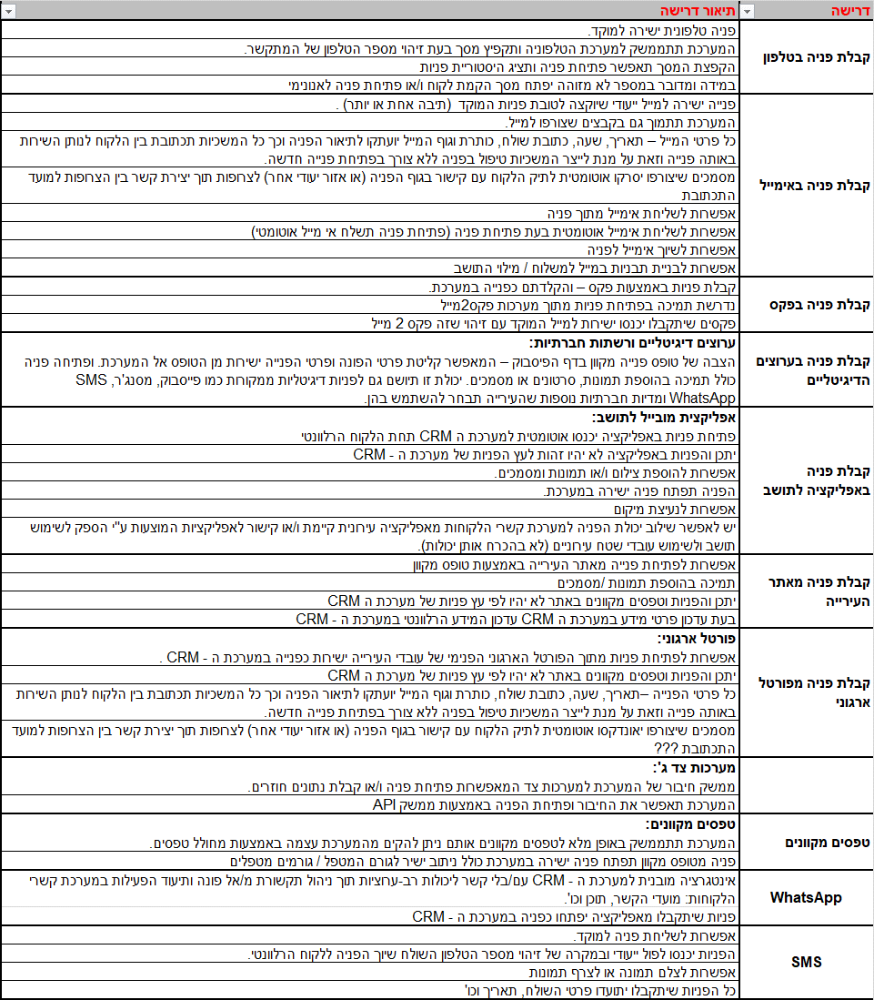 דרישה
תיאור דרישה
קבלת פניה בטלפון
פניה טלפונית ישירה למוקד.
המערכת תתממשק למערכת הטלפוניה ותקפיץ מסך בעת זיהוי מספר הטלפון של המתקשר.
הקפצת המסך תאפשר פתיחת פניה ותציג היסטוריית פניות
במידה ומדובר במספר לא מזוהה יפתח מסך הקמת לקוח ו/או פתיחת פניה לאנונימי
קבלת פניה באימייל
פנייה ישירה למייל ייעודי שיוקצה לטובת פניות המוקד  (תיבה אחת או יותר) .
המערכת תתמוך גם בקבצים שצורפו למייל.
כל פרטי המייל – תאריך, שעה, כתובת שולח, כותרת וגוף המייל יועתקו לתיאור הפניה וכך כל המשכיות תכתובת בין הלקוח לנותן השירות
באותה פנייה וזאת על מנת לייצר המשכיות טיפול בפניה ללא צורך בפתיחת פנייה חדשה.
מסמכים שיצורפו יסרקו אוטומטית לתיק הלקוח עם קישור בגוף הפניה (או אזור יעודי אחר) לצרופות תוך יצירת קשר בין הצרופות למועד
התכתובת
אפשרות לשליחת אימייל מתוך פניה
אפשרות לשליחת אימייל אוטומטית בעת פתיחת פניה (פתיחת פניה תשלח אי מייל אוטומטי)
אפשרות לשיוך אימייל לפניה
אפשרות לבניית תבניות במייל למשלוח / מילוי התושב
קבלת פניה בפקס
קבלת פניות באמצעות פקס – והקלדתם כפנייה במערכת.
נדרשת תמיכה בפתיחת פניות מתוך מערכות פקס2מייל
פקסים שיתקבלו יכנסו ישירות למייל המוקד עם זיהוי שזה פקס 2 מייל
קבלת פניה בערוצים
הדיגיטליים
ערוצים דיגיטליים ורשתות חברתיות:
הצבה של טופס פנייה מקוון בדף הפיסבוק – המאפשר קליטת פרטי הפונה ופרטי הפנייה ישירות מן הטופס אל המערכת. ופתיחה פניה
כולל תמיכה בהוספת תמונות, סרטונים או מסמכים. יכולת זו תיושם גם לפניות דיגיטליות ממקורות כמו פייסבוק, מסנג'ר, SMS
WhatsApp ומדיות חברתיות נוספות שהעירייה תבחר להשתמש בהן.
קבלת פניה
באפליקציה לתושב
אפליקצית מובייל לתושב:
פתיחת פניות באפליקציה יכנסו אוטומטית למערכת ה CRM תחת הלקוח הרלוונטי
יתכן והפניות באפליקציה לא יהיו זהות לעץ הפניות של מערכת ה - CRM
אפשרות להוספת צילום ו/או תמונות ומסמכים.
הפניה תפתח פניה ישירה במערכת.
אפשרות לנעיצת מיקום
יש לאפשר שילוב יכולת הפניה למערכת קשרי הלקוחות מאפליקציה עירונית קיימת ו/או קישור לאפליקציות המוצעות ע"י הספק לשימוש
תושב ולשימוש עובדי שטח עירוניים (לא בהכרח אותן יכולות).
קבלת פניה מאתר
העירייה
אפשרות לפתיחת פנייה מאתר העירייה באמצעות טופס מקוון
תמיכה בהוספת תמונות /מסמכים
יתכן והפניות וטפסים מקוונים באתר לא יהיו לפי עץ פניות של מערכת ה CRM
בעת עדכון פרטי מידע במערכת ה CRM עדכון המידע הרלוונטי במערכת ה - CRM
קבלת פניה מפורטל
ארגוני
פורטל ארגוני:
אפשרות לפתיחת פניות מתוך הפורטל הארגוני הפנימי של עובדי העירייה ישירות כפנייה במערכת ה - CRM .
יתכן והפניות וטפסים מקוונים באתר לא יהיו לפי עץ פניות של מערכת ה CRM
כל פרטי הפנייה –תאריך, שעה, כתובת שולח, כותרת וגוף המייל יועתקו לתיאור הפניה וכך כל המשכיות תכתובת בין הלקוח לנותן השירות
באותה פנייה וזאת על מנת לייצר המשכיות טיפול בפניה ללא צורך בפתיחת פנייה חדשה.
מסמכים שיצורפו יאונדקסו אוטומטית לתיק הלקוח עם קישור בגוף הפניה (או אזור יעודי אחר) לצרופות תוך יצירת קשר בין הצרופות למועד
התכתובת ???
מערכות צד ג':
ממשק חיבור של המערכת למערכות צד המאפשרות פתיחת פניה ו/או קבלת נתונים חוזרים.
המערכת תאפשר את החיבור ופתיחת הפניה באמצעות ממשק API
טפסים מקוונים
טפסים מקוונים:
המערכת תתממשק באופן מלא לטפסים מקוונים אותם ניתן להקים מהמערכת עצמה באמצעות מחולל טפסים.
פניה מטופס מקוון תפתח פניה ישירה במערכת כולל ניתוב ישיר לגורם המטפל / גורמים מטפלים
WhatsApp
אינטגרציה מובנית למערכת ה - CRM עם/בלי קשר ליכולות רב-ערוציות תוך ניהול תקשורת מ/אל פונה ותיעוד הפעילות במערכת קשרי
הלקוחות: מועדי הקשר, תוכן וכו'.
פניות שיתקבלו מאפליקציה יפתחו כפנייה במערכת ה - CRM
SMS
אפשרות לשליחת פניה למוקד.
הפניות יכנסו לפול ייעודי ובמקרה של זיהוי מספר הטלפון השולח שיוך הפניה ללקוח הרלוונטי.
אפשרות לצלם תמונה או לצרף תמונות
כל הפניות שיתקבלו יתועדו פרטי השולח, תאריך וכו'